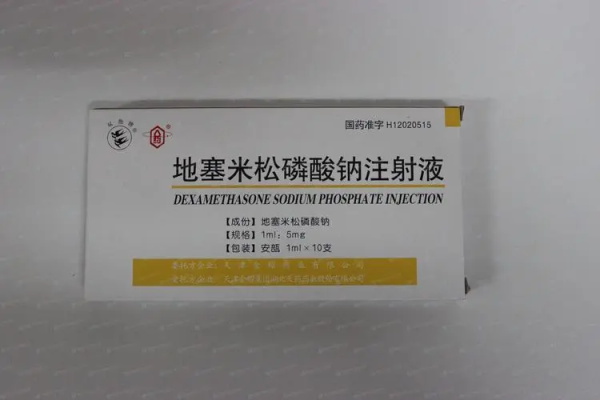 国药准字 H12020515
地塞米松磷酸钠注射液
DEXAMETHASONE SODIUM PHOSPHATE INJECTION
【成份】地塞米松磷酸钠
【规格】1ml：5mg
【包装】安瓿 1ml×10支